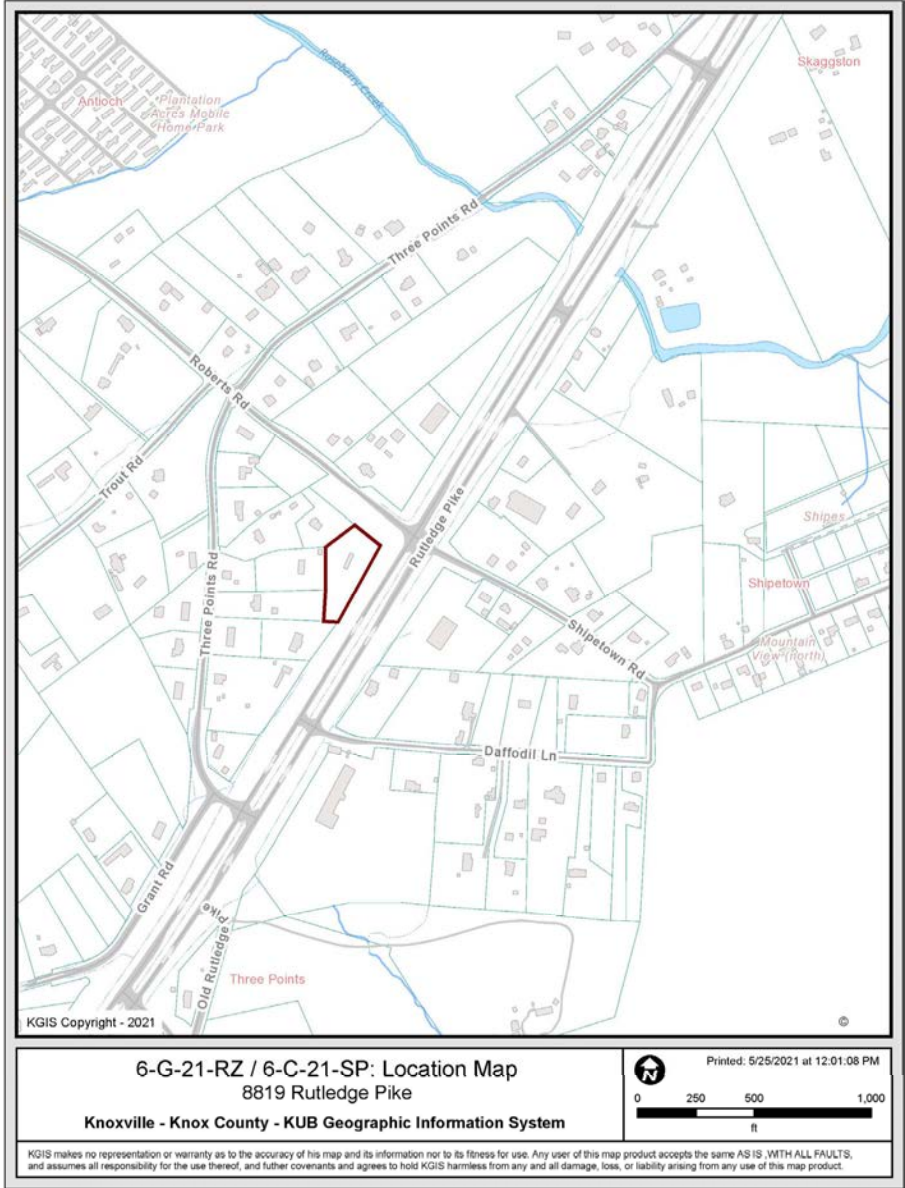 Roseberry Creek
Skaggston
Antioch
Plantation
Acres Mobile
Home Park
Three Points Rd
Roberts Rd
Trout Rd
Rutledge Pike
Shipes
Three Points Rd
Shipetown
Shipetown Rd
Mountain
View (north)
Daffodil Ln
Grant Rd
Old Rutledge Pike
Three Points
KGIS Copyright - 2021
©
6-G-21-RZ / 6-C-21-SP: Location Map
8819 Rutledge Pike
Knoxville - Knox County - KUB Geographic Information System
N
Printed: 5/25/2021 at 12:01:08 PM
0 250 500 1,000
ft
KGIS makes no representation or warranty as to the accuracy of his map and its information nor to its fitness for use. Any user of this map product accepts the same AS IS ,WITH ALL FAULTS,
and assumes all responsibility for the use thereof, and futher covenants and agrees to hold KGIS harmless from any and all damage, loss, or liability arising from any use of this map product.